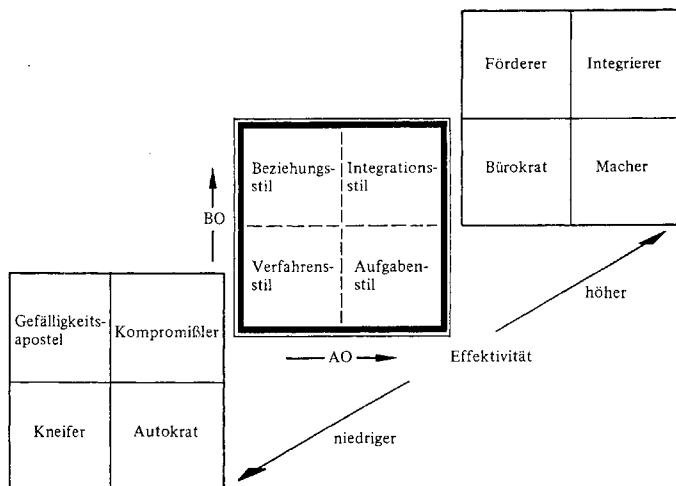 Förderer Integrierer
Bürokrat Macher
Beziehungs-
stil
Integrations-
stil
BO
Verfahrens-
stil
Aufgaben-
stil
höher
Gefälligkeits-
apostel
Kompromißler
AO
Effektivität
Kneifer Autokrat
niedriger